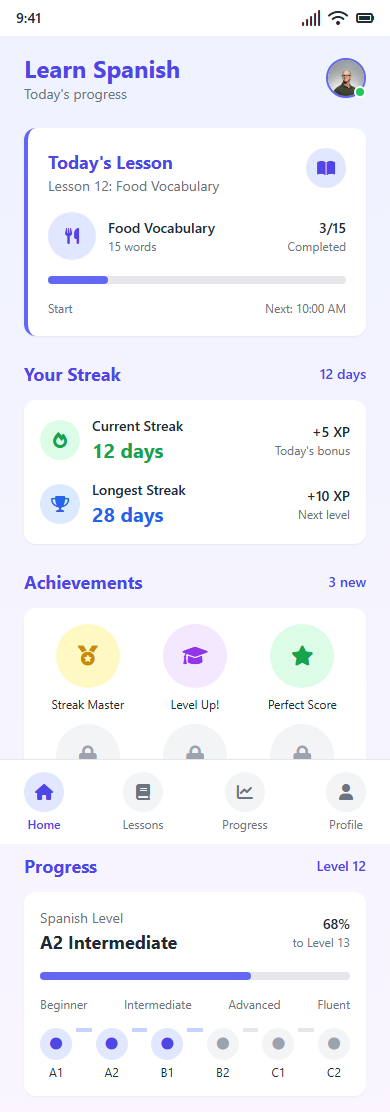 9:41
Learn Spanish
Today's progress
Today's Lesson
Lesson 12: Food Vocabulary
Food Vocabulary
15 words
3/15
Completed
Start
Next: 10:00 AM
Your Streak
12 days
Current Streak
12 days
+5 XP
Today's bonus
Longest Streak
28 days
+10 XP
Next level
Achievements
3 new
Streak Master
Level Up!
Perfect Score
Home
Lessons
Progress
Profile
Progress
Level 12
Spanish Level
A2 Intermediate
68%
to Level 13
Beginner
Intermediate
Advanced
Fluent
A1
A2
B1
B2
C1
C2